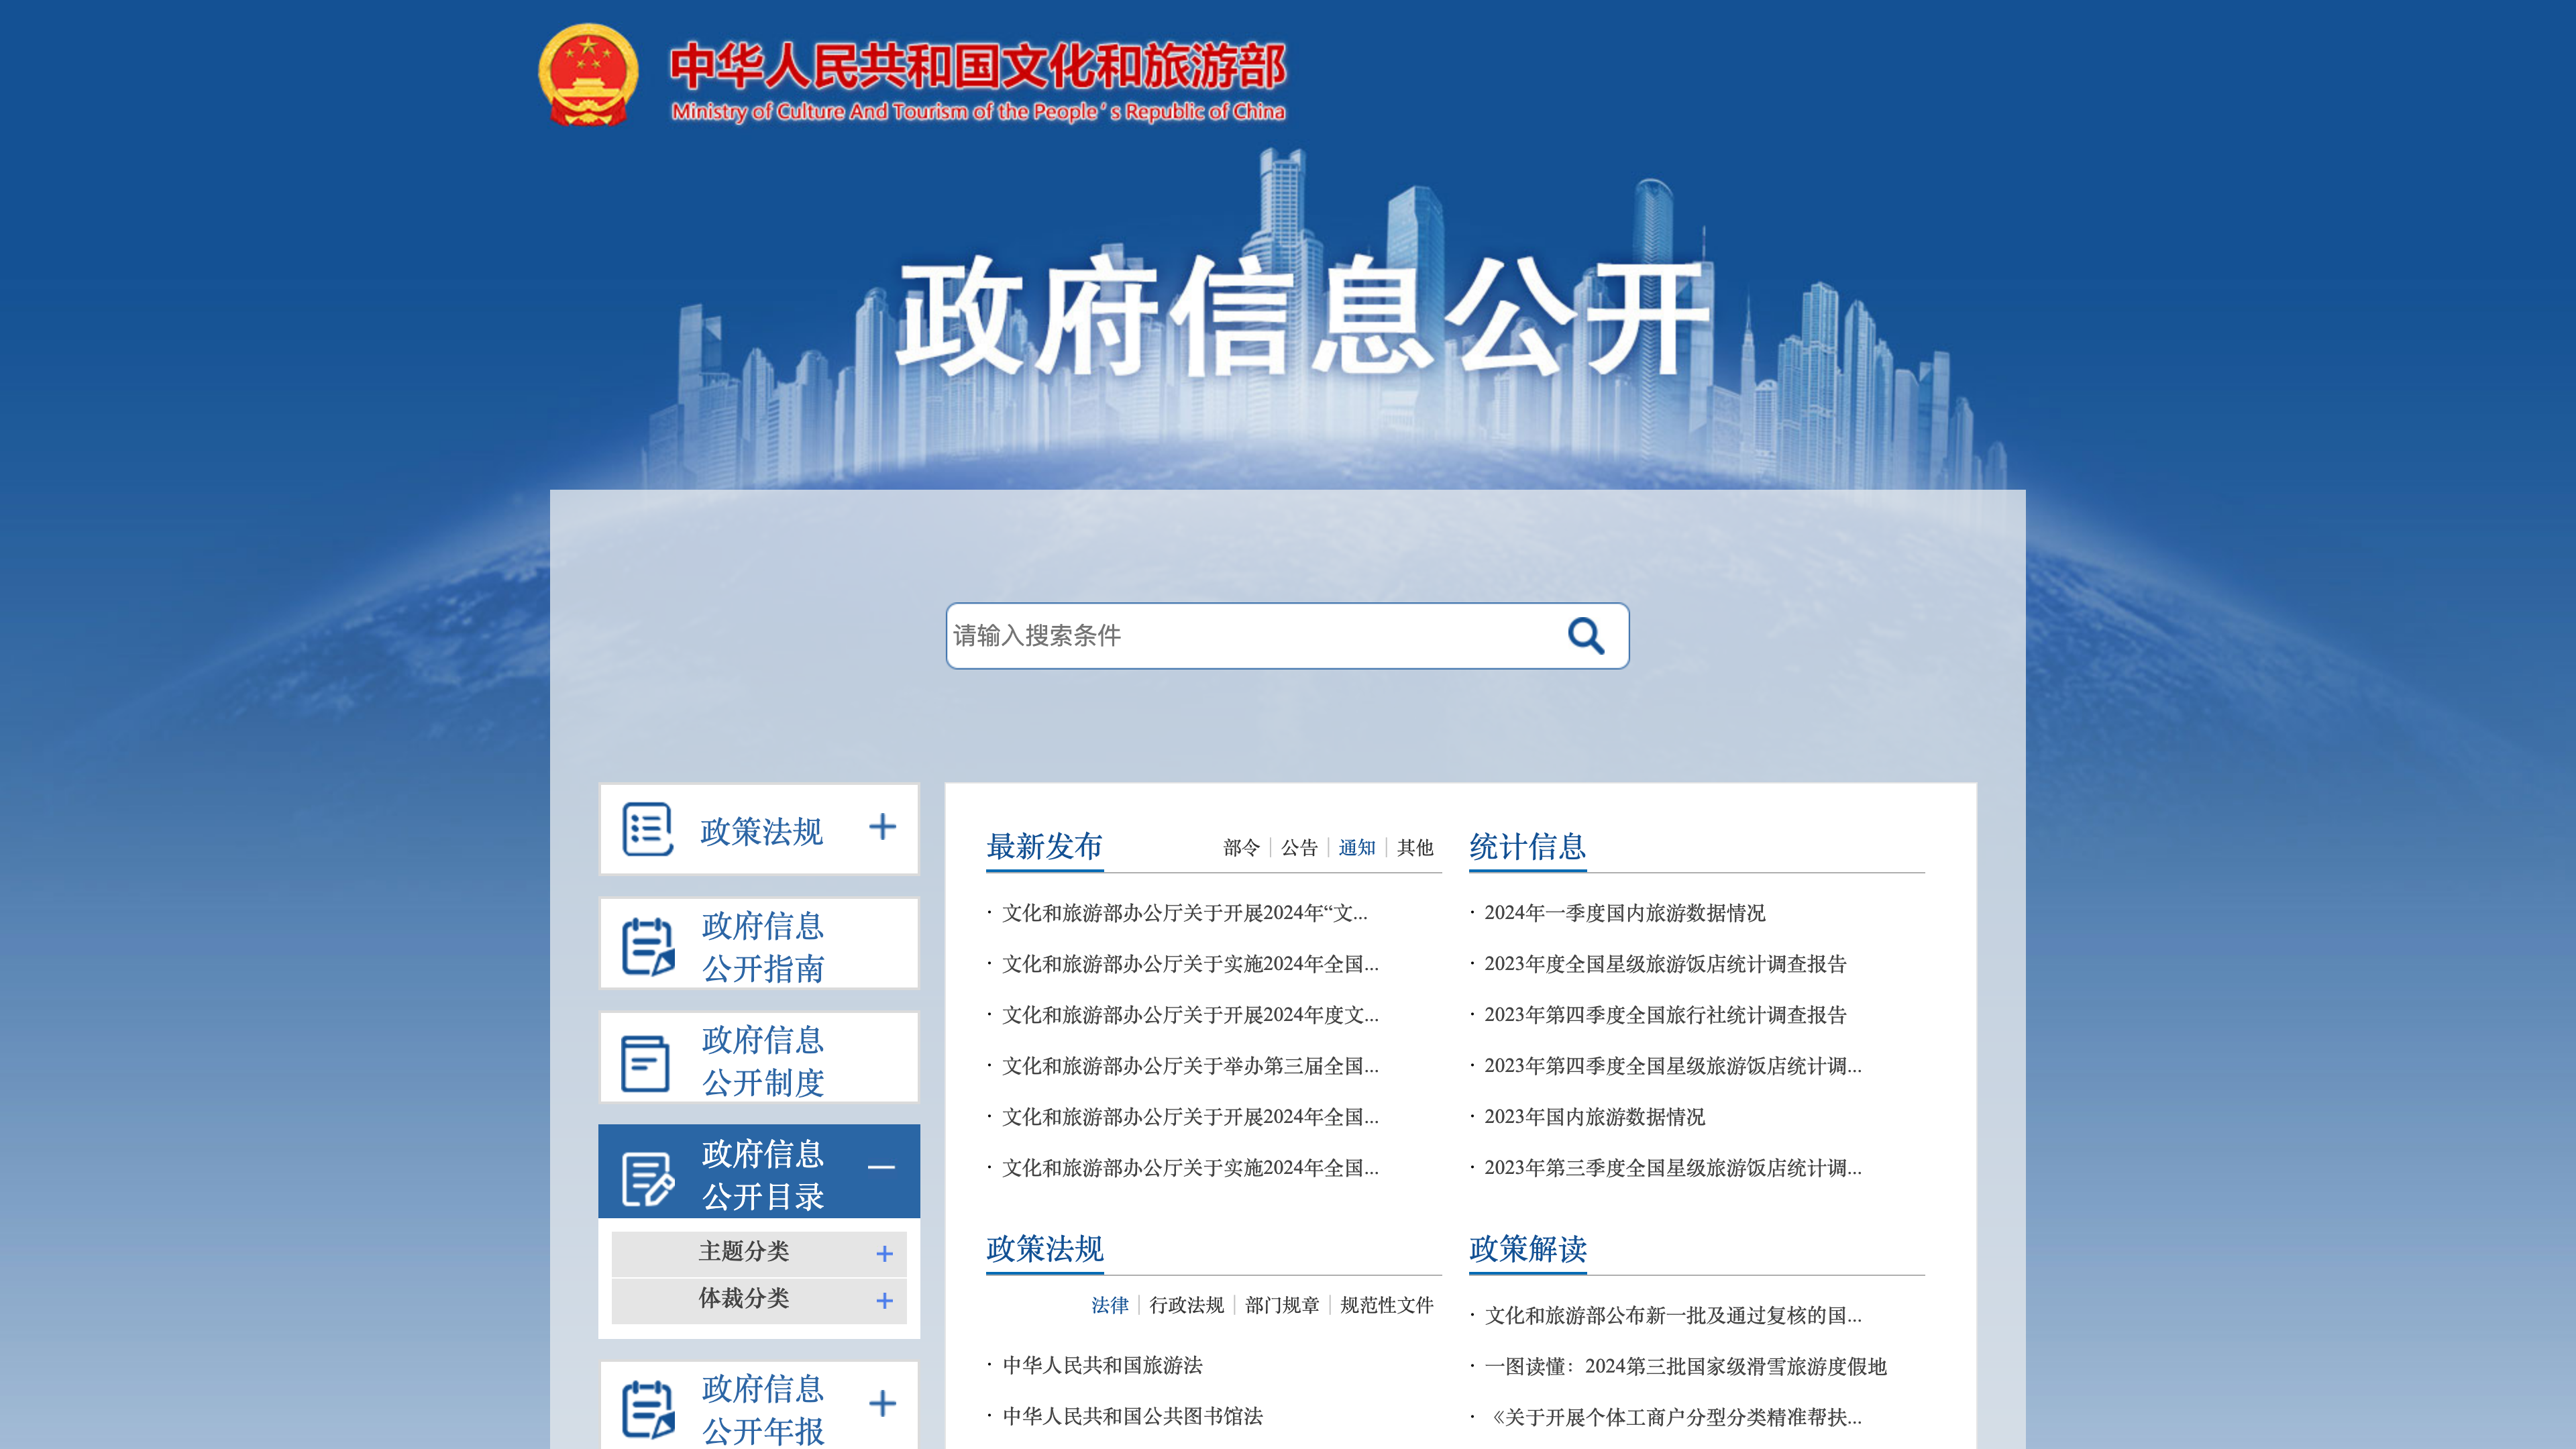 中华人民共和国文化和旅游部
Ministry of Culture And Tourism of the People's Republic of China
政府信息公开
请输入搜索条件
政策法规
政府信息
公开指南
政府信息
公开制度
政府信息
公开目录
主题分类
体裁分类
政府信息
公开年报
最新发布 部令 公告 通知 其他
· 文化和旅游部办公厅关于开展2024年“文...
· 文化和旅游部办公厅关于实施2024年全国...
· 文化和旅游部办公厅关于开展2024年度文...
· 文化和旅游部办公厅关于举办第三届全国...
· 文化和旅游部办公厅关于开展2024年全国...
· 文化和旅游部办公厅关于实施2024年全国...
统计信息
· 2024年一季度国内旅游数据情况
· 2023年度全国星级旅游饭店统计调查报告
· 2023年第四季度全国旅行社统计调查报告
· 2023年第四季度全国星级旅游饭店统计调...
· 2023年国内旅游数据情况
· 2023年第三季度全国星级旅游饭店统计调...
政策法规
法律 行政法规 部门规章 规范性文件
· 中华人民共和国旅游法
· 中华人民共和国公共图书馆法
政策解读
· 文化和旅游部公布新一批及通过复核的国...
· 一图读懂：2024第三批国家级滑雪旅游度假地
· 《关于开展个体工商户分型分类精准帮扶...